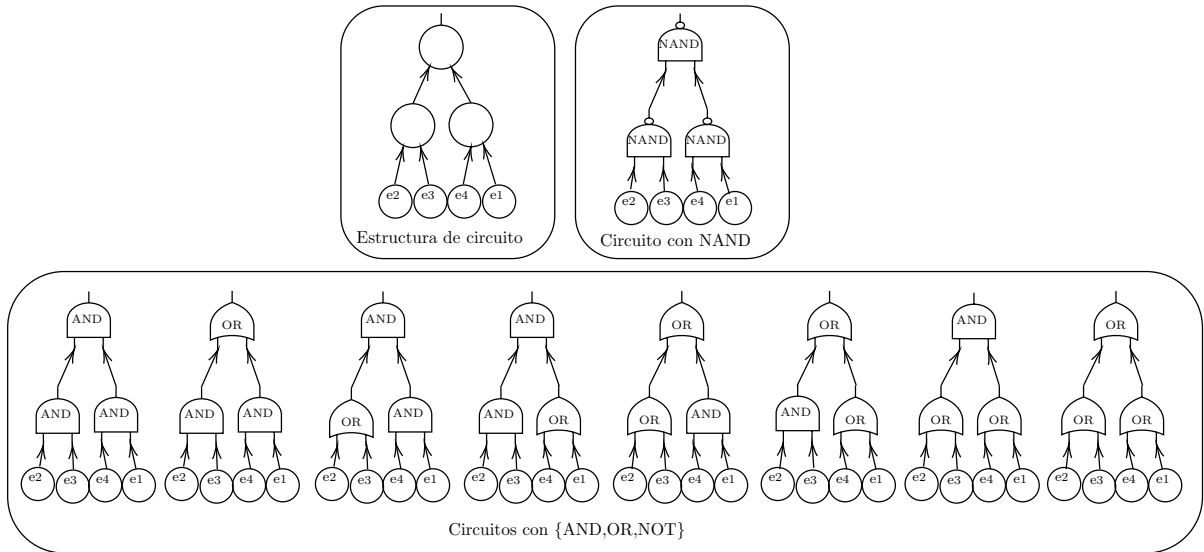 NAND
NAND NAND
e2 e3 e4 e1
Estructura de circuito
e2 e3 e4 e1
Circuito con NAND
AND OR AND AND OR OR AND OR
AND AND AND AND OR AND AND OR OR AND AND OR OR OR OR OR
e2 e3 e4 e1 e2 e3 e4 e1 e2 e3 e4 e1 e2 e3 e4 e1 e2 e3 e4 e1 e2 e3 e4 e1 e2 e3 e4 e1 e2 e3 e4 e1
Circuitos con {AND,OR,NOT}